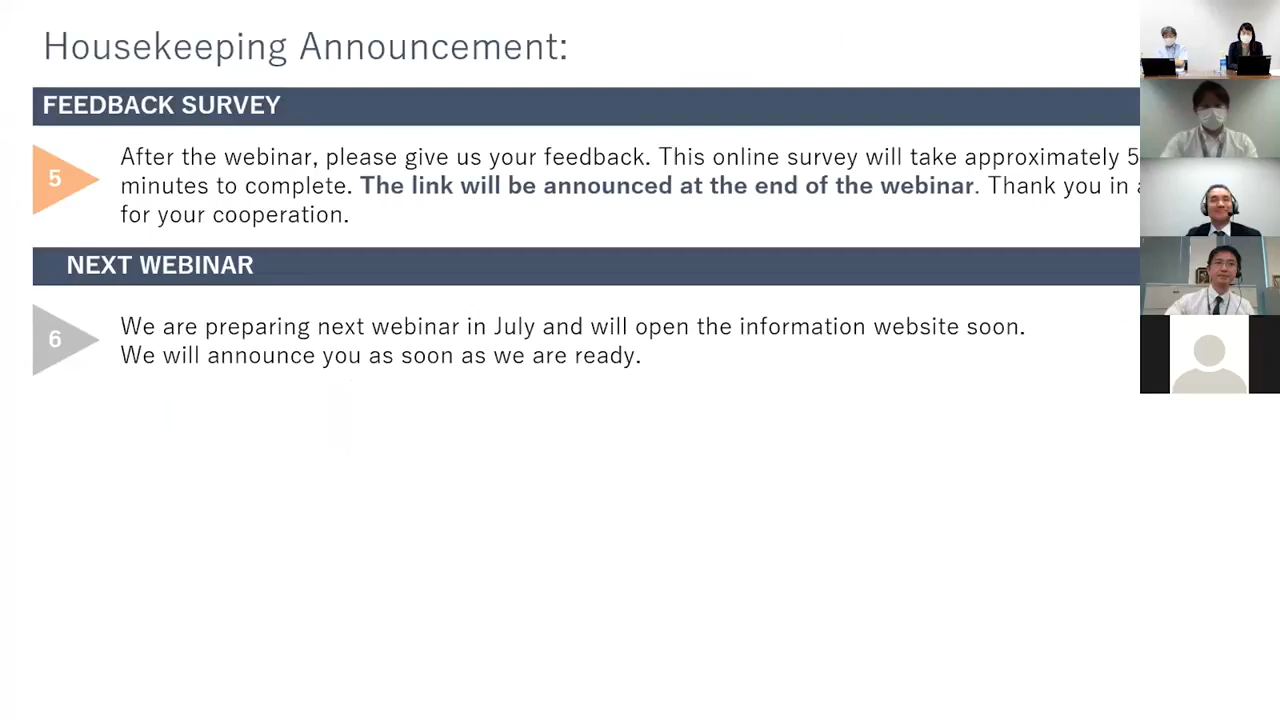 Housekeeping Announcement:
FEEDBACK SURVEY
5
After the webinar, please give us your feedback. This online survey will take approximately 5
minutes to complete. The link will be announced at the end of the webinar. Thank you in
for your cooperation.
NEXT WEBINAR
6
We are preparing next webinar in July and will open the information website soon.
We will announce you as soon as we are ready.